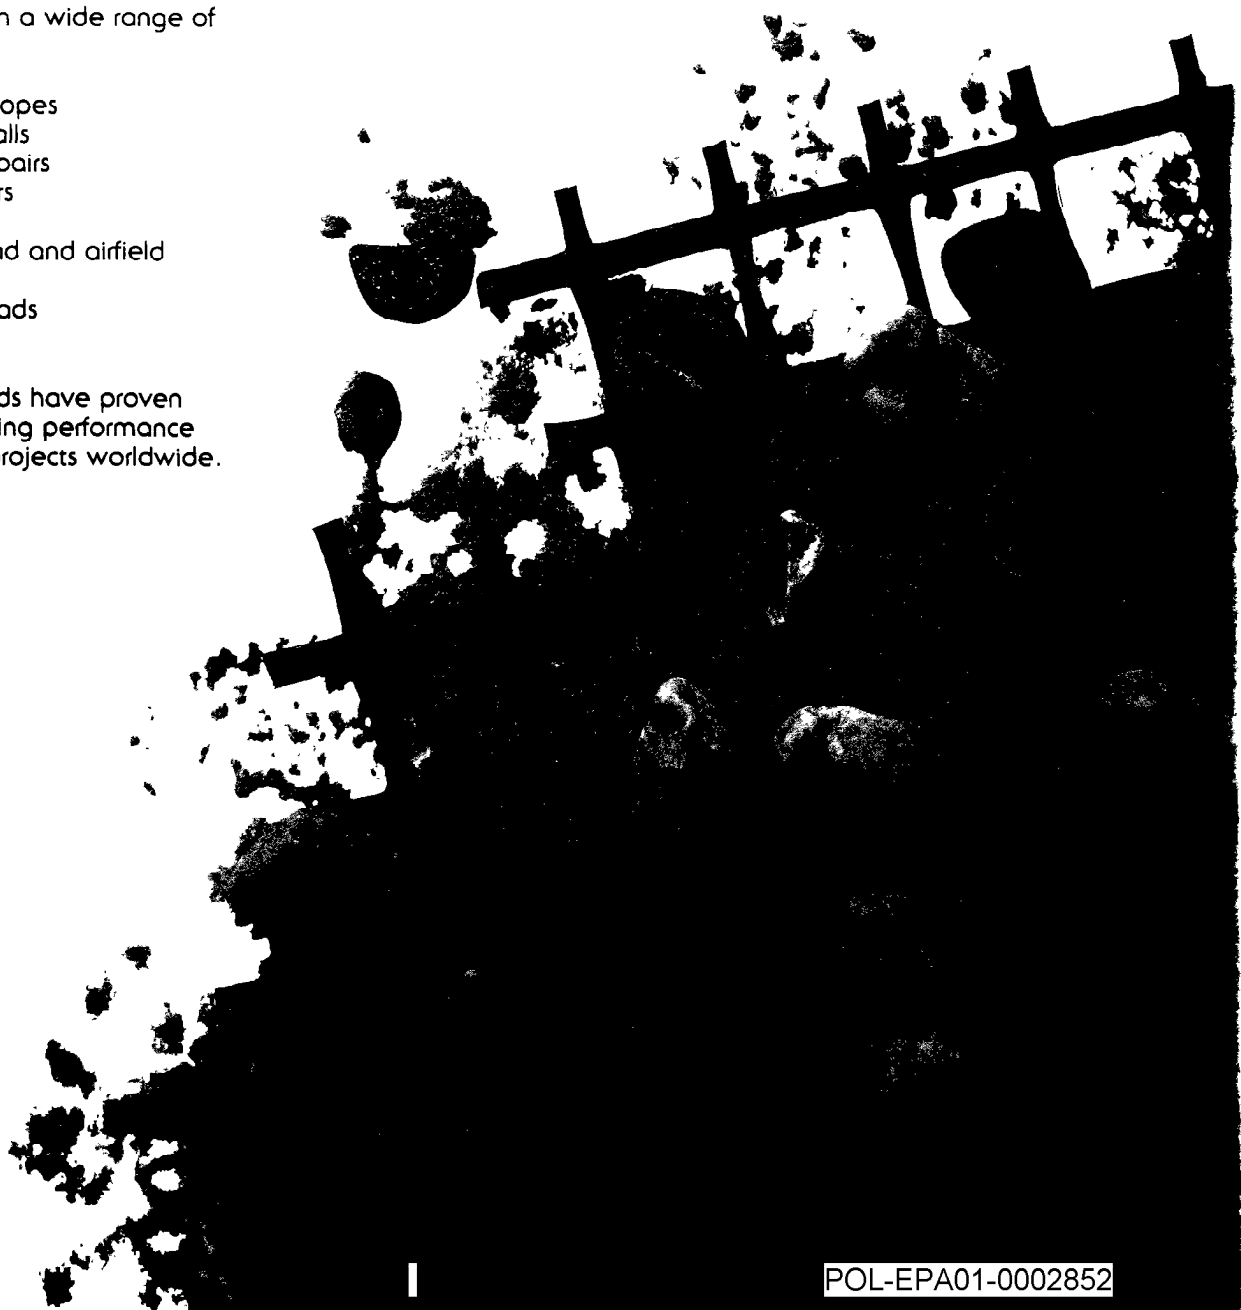 n a wide range of
opes
alls
pairs
rs
nd and airfield
ads
ds have proven
ing performance
rojects worldwide.
POL-EPA01-0002852